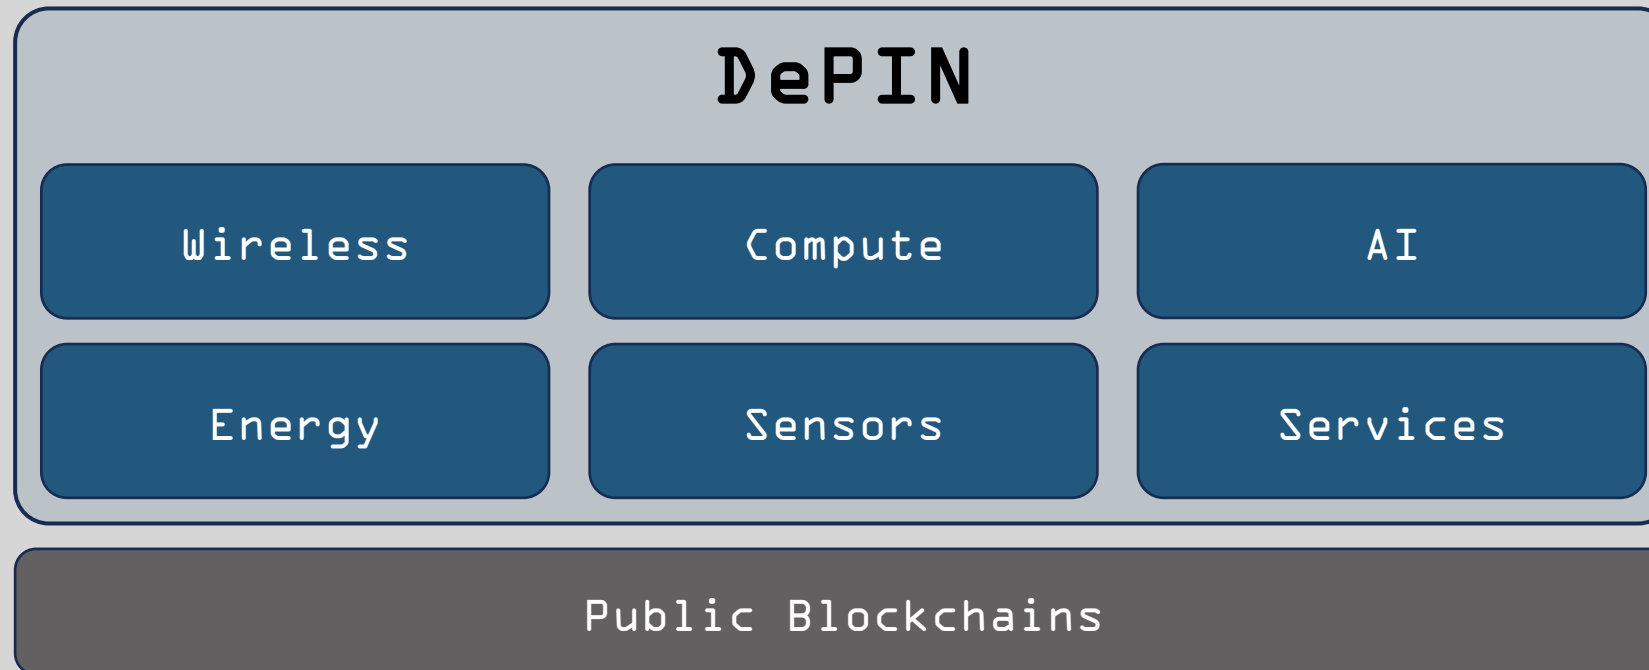 DePIN
Wireless
Compute
AI
Energy
Sensors
Services
Public Blockchains